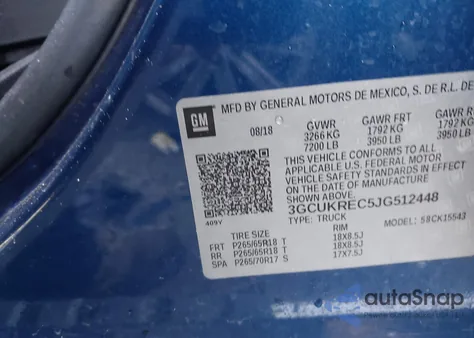 GM
MFD BY GENERAL MOTORS DE MEXICO, S. DE R.L. DE
08/18 GVWR GAWR FRT GAWR
3266 KG 1792 KG 1792 KG
7200 LB 3950 LB 3950 LB
THIS VEHICLE CONFORMS TO ALL
APPLICABLE U.S. FEDERAL MOTOR
VEHICLE SAFETY STANDARDS IN
EFFECT ON THE DATE OF MANUFACTURE
SHOWN ABOVE.
3GCUKREC5JG512448
TYPE: TRUCK MODEL: 58CK15543
469Y
TIRE SIZE RIM
FRT P265/65R18 T 18X8.5J
RR P265/65R18 T 18X8.5J
SPA P265/70R17 S 17X7.5J
autoSnap